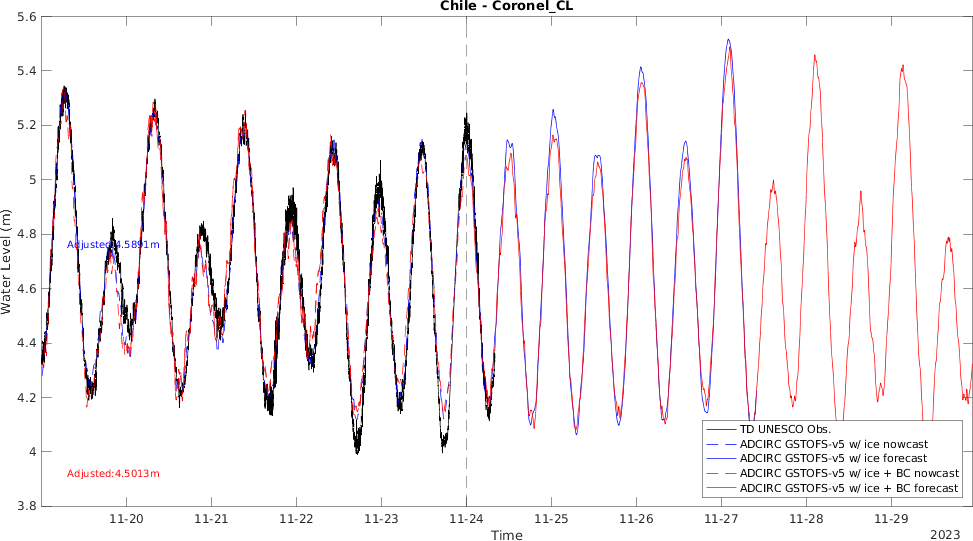 Chile - Coronel_CL
Water Level (m)
5.6
5.4
5.2
5
4.8
4.6
4.4
4.2
4
3.8
Adjusted:4.5891m
Adjusted:4.5013m
TD UNESCO Obs.
ADCIRC GSTOFS-v5 w/ ice nowcast
ADCIRC GSTOFS-v5 w/ ice forecast
ADCIRC GSTOFS-v5 w/ ice + BC nowcast
ADCIRC GSTOFS-v5 w/ ice + BC forecast
11-20 11-21 11-22 11-23 11-24 11-25 11-26 11-27 11-28 11-29
Time
2023